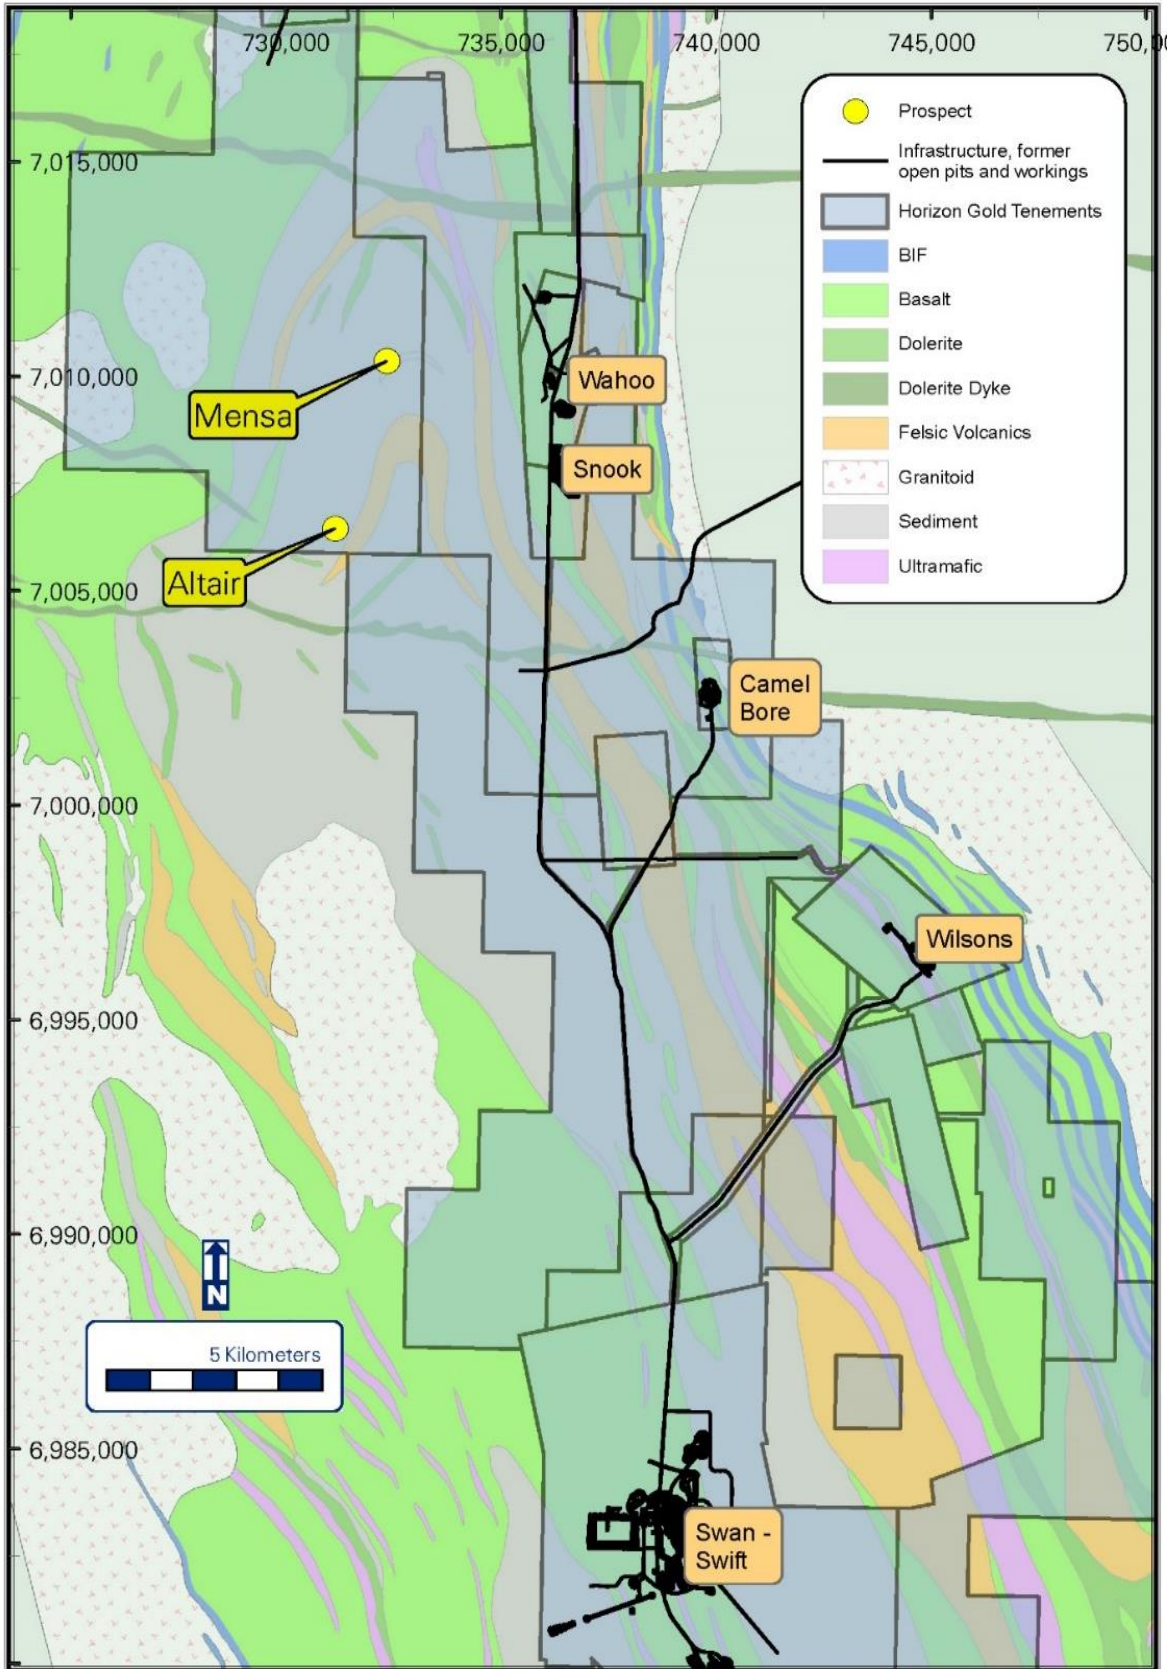 730,000
735,000
740,000
745,000
750,0
Prospect
Infrastructure, former
open pits and workings
Horizon Gold Tenements
BIF
Basalt
Dolerite
Dolerite Dyke
Felsic Volcanics
Granitoid
Sediment
Ultramafic
7,015,000
7,010,000
7,005,000
7,000,000
6,995,000
6,990,000
6,985,000
Mensa
Altair
Wahoo
Snook
Camel
Bore
Wilsons
Swan -
Swift
N
5 Kilometers